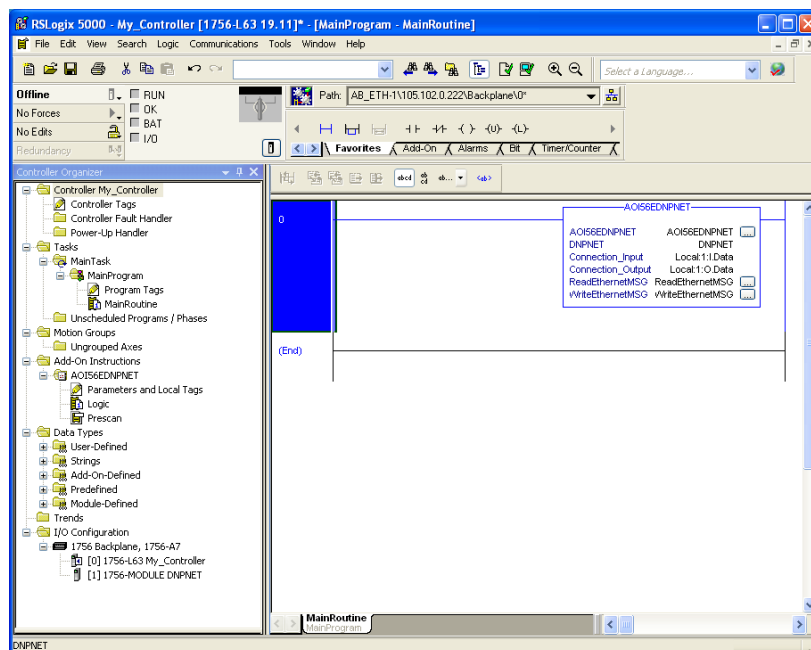 RSLogix 5000 - My_Controller [1756-L63 19.11]* - [MainProgram - MainRoutine]
File Edit View Search Logic Communications Tools Window Help
Select a Language...
Offline
RUN
No Forces
OK
No Edits
BAT
Redundancy
I/O
Path: AB_ETH-1\105.102.0.222\Backplane\0*
Favorites Add-On Alarms Bit Timer/Counter
Controller Organizer
Controller My_Controller
Controller Tags
Controller Fault Handler
Power-Up Handler
Tasks
MainTask
MainProgram
Program Tags
MainRoutine
Unscheduled Programs / Phases
Motion Groups
Ungrouped Axes
Add-On Instructions
AOI56EDNPNET
Parameters and Local Tags
Logic
Prescan
Data Types
User-Defined
Strings
Add-On-Defined
Predefined
Module-Defined
Trends
I/O Configuration
1756 Backplane, 1756-A7
[0] 1756-L63 My_Controller
[1] 1756-MODULE DNPNET
0
AOI56EDNPNET
AOI56EDNPNET AOI56EDNPNET ...
DNPNET DNPNET
Connection_Input Local:1:I.Data
Connection_Output Local:1:O.Data
ReadEthernetMSG ReadEthernetMSG ...
WriteEthernetMSG WriteEthernetMSG ...
(End)
MainRoutine
MainProgram
DNPNET